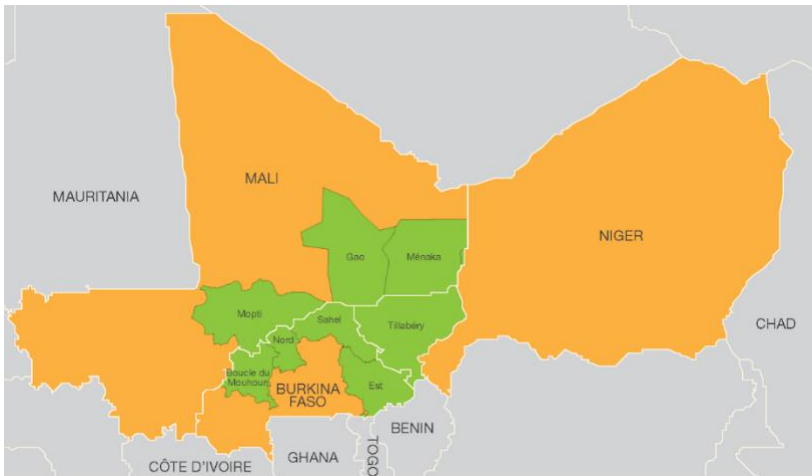 MALI
MAURITANIA
NIGER
Gao
Ménaka
Mopti
Sahel
Tillabéry
CHAD
Nord
Boucle du
Mouhoun
BURKINA
FASO
Est
BENIN
GHANA
TOGO
CÔTE D'IVOIRE